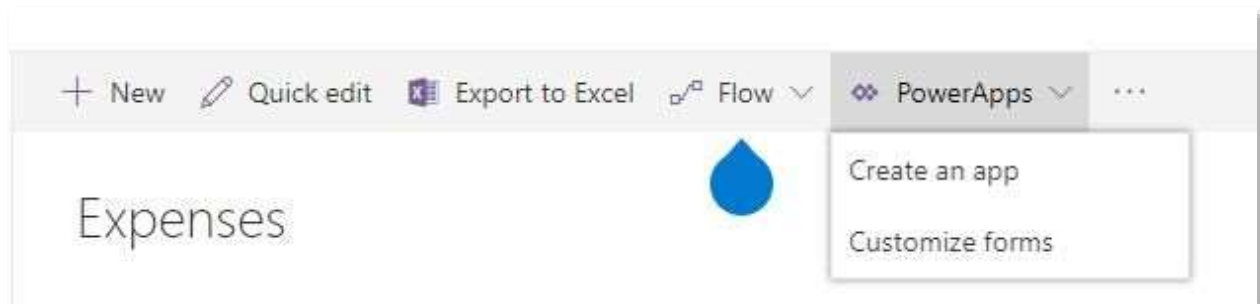 New Quick edit Export to Excel Flow PowerApps ...
Create an app
Expenses
Customize forms